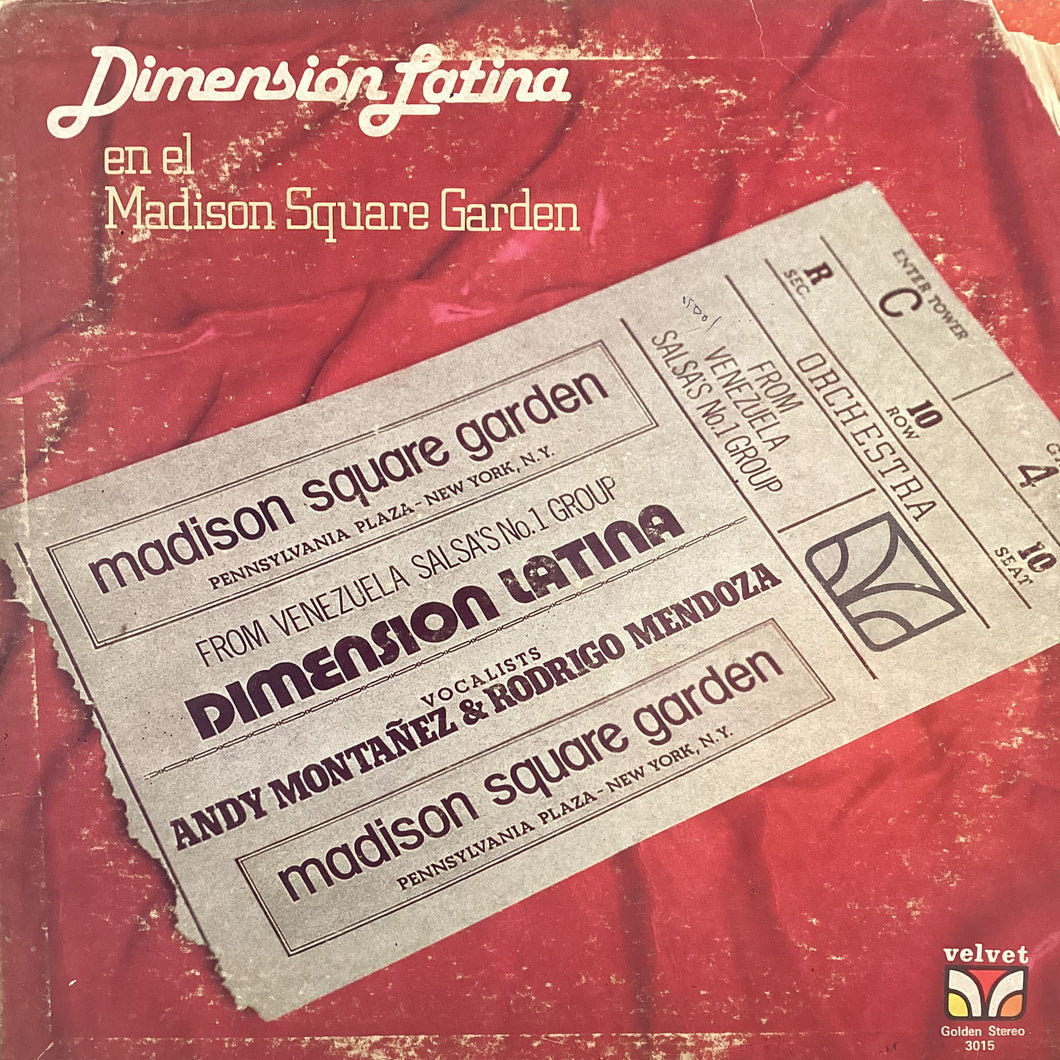 Dimensión Latina
en el
Madison Square Garden
madison square garden
PENNSYLVANIA PLAZA - NEW YORK, N.Y.
FROM VENEZUELA SALSA'S No. 1 GROUP
DIMENSION LATINA
VOCALISTS
ANDY MONTAÑEZ & RODRIGO MENDOZA
madison square garden
PENNSYLVANIA PLAZA - NEW YORK, N.Y.
FROM
VENEZUELA
SALSA'S No. 1 GROUP
ORCHESTRA
R
SEC.
10
ROW
10
SEAT
ENTER TOWER
C
4
velvet
Golden Stereo
3015